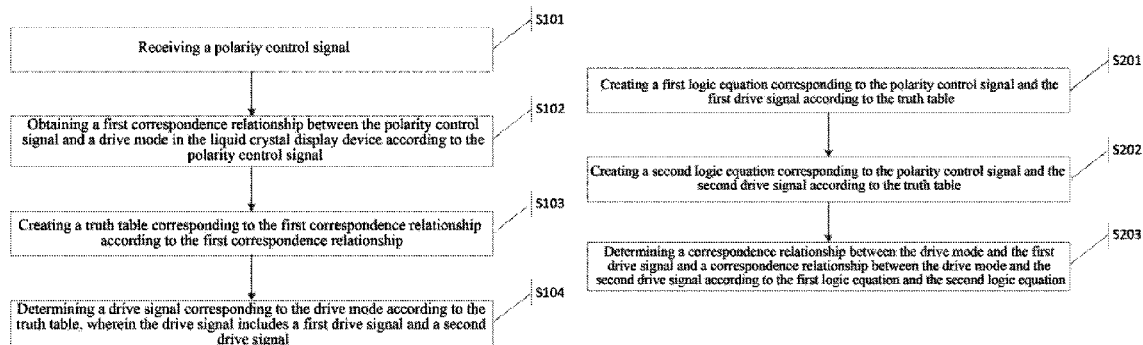 S101
Receiving a polarity control signal
S102
Obtaining a first correspondence relationship between the polarity control
signal and a drive mode in the liquid crystal display device according to the
polarity control signal
S103
Creating a truth table corresponding to the first correspondence relationship
according to the first correspondence relationship
S104
Determining a drive signal corresponding to the drive mode according to the
truth table, wherein the drive signal includes a first drive signal and a second
drive signal
S201
Creating a first logic equation corresponding to the polarity control signal and the
first drive signal according to the truth table
S202
Creating a second logic equation corresponding to the polarity control signal and the
second drive signal according to the truth table
S203
Determining a correspondence relationship between the drive mode and the first
drive signal and a correspondence relationship between the drive mode and the
second drive signal according to the first logic equation and the second logic equation